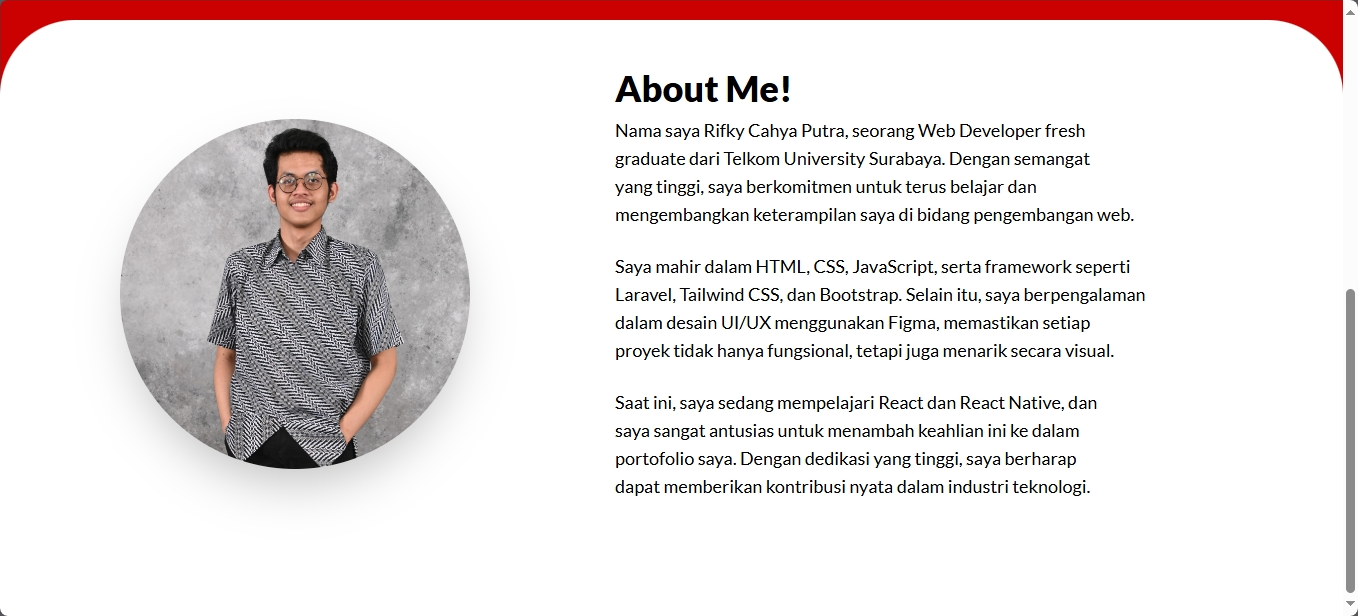 About Me!
Nama saya Rifky Cahya Putra, seorang Web Developer fresh
graduate dari Telkom University Surabaya. Dengan semangat
yang tinggi, saya berkomitmen untuk terus belajar dan
mengembangkan keterampilan saya di bidang pengembangan web.
Saya mahir dalam HTML, CSS, JavaScript, serta framework seperti
Laravel, Tailwind CSS, dan Bootstrap. Selain itu, saya berpengalaman
dalam desain UI/UX menggunakan Figma, memastikan setiap
proyek tidak hanya fungsional, tetapi juga menarik secara visual.
Saat ini, saya sedang mempelajari React dan React Native, dan
saya sangat antusias untuk menambah keahlian ini ke dalam
portofolio saya. Dengan dedikasi yang tinggi, saya berharap
dapat memberikan kontribusi nyata dalam industri teknologi.